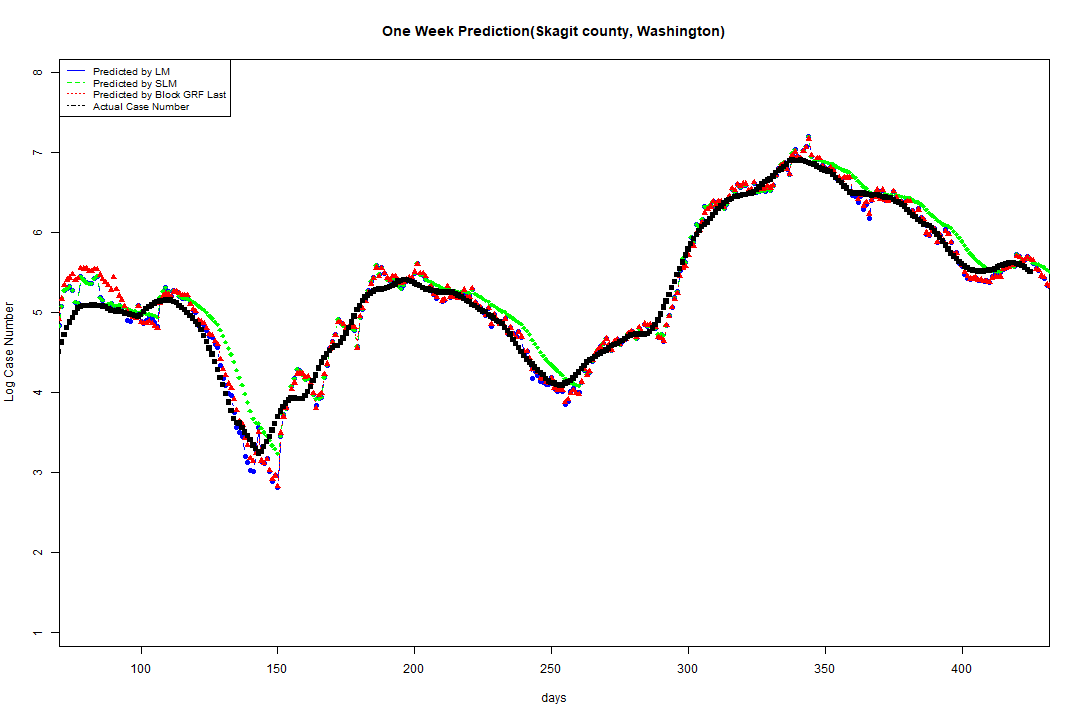 One Week Prediction(Skagit county, Washington)
Predicted by LM
Predicted by SLM
Predicted by Block GRF Last
Actual Case Number
8
7
6
5
4
3
2
1
Log Case Number
100 150 200 250 300 350 400
days